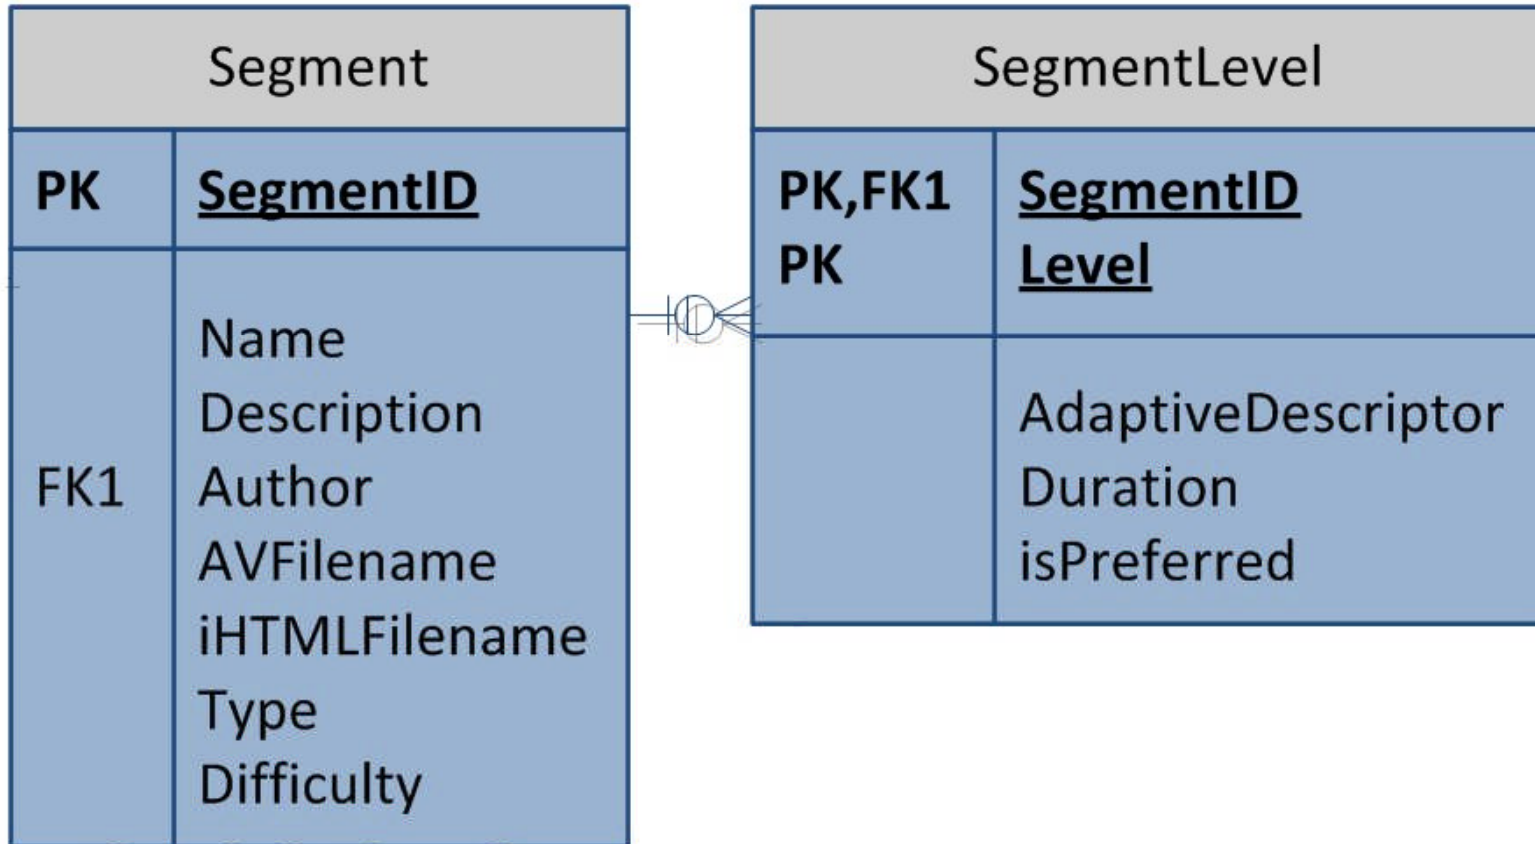 Segment
PK SegmentID
Name
Description
FK1 Author
AVFilename
iHTMLFilename
Type
Difficulty
SegmentLevel
PK,FK1 SegmentID
PK Level
AdaptiveDescriptor
Duration
isPreferred